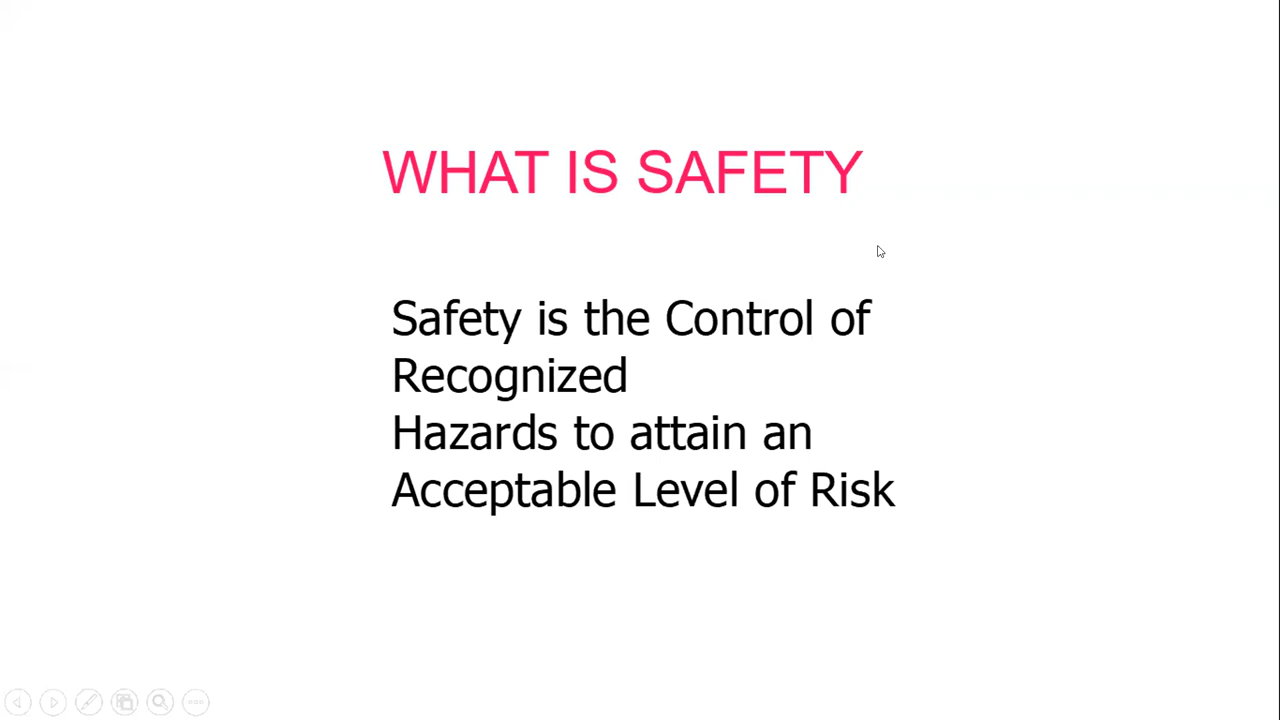 WHAT IS SAFETY
Safety is the Control of
Recognized
Hazards to attain an
Acceptable Level of Risk